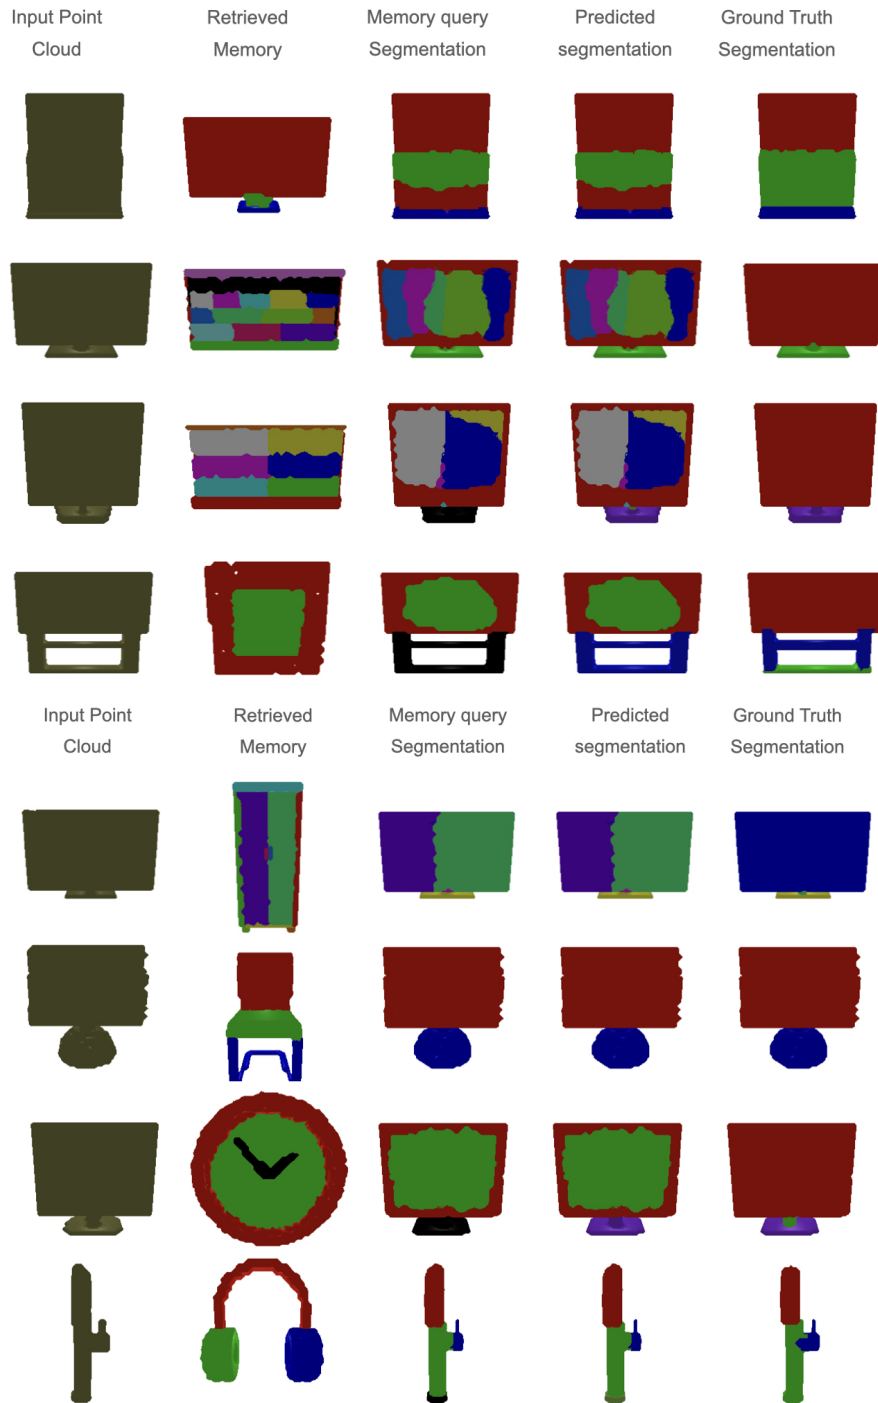 Input Point Cloud
Retrieved Memory
Memory query Segmentation
Predicted segmentation
Ground Truth Segmentation
Input Point Cloud
Retrieved Memory
Memory query Segmentation
Predicted segmentation
Ground Truth Segmentation